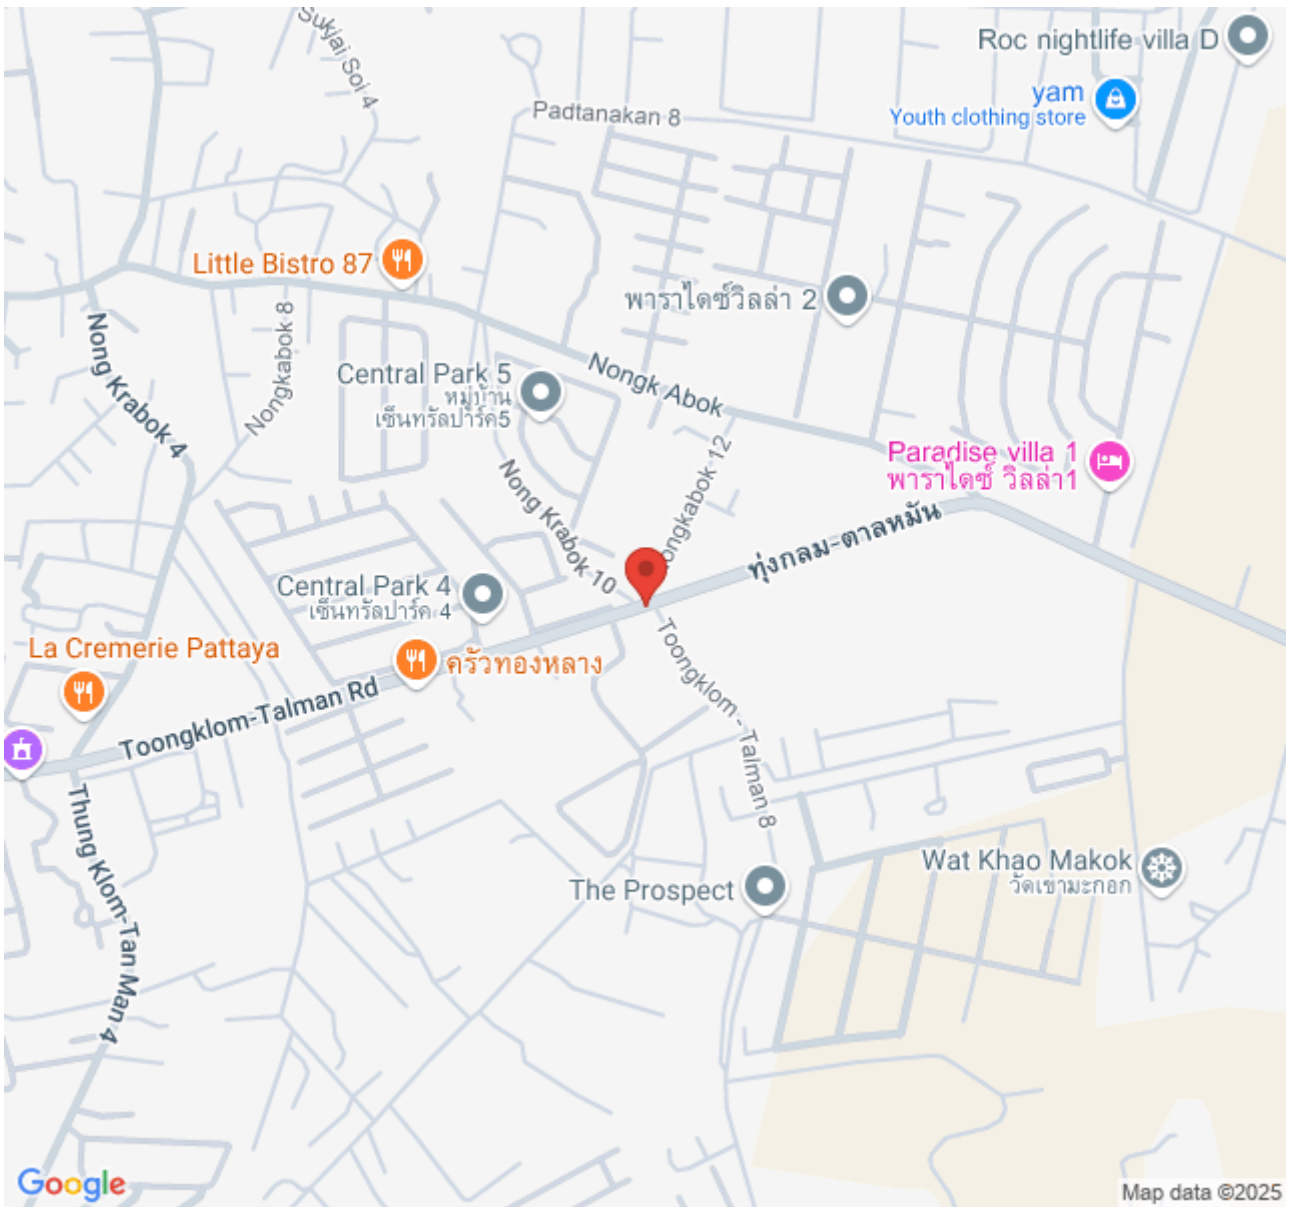 Sukjai Soi 4
Roc nightlife villa D
yam
Youth clothing store
Padtanakan 8
Little Bistro 87
พาราไดซ์วิลล่า 2
Nong Krabok 4
Nongkabok 8
Central Park 5
หมู่บ้าน
เซ็นทรัลปาร์ค5
Nongk Abok
Paradise villa 1
พาราไดซ์ วิลล่า1
Nong Krabok 10
ongkabok 12
ทุ่งกลม-ตาลหมัน
Central Park 4
เซ็นทรัลปาร์ค 4
La Cremerie Pattaya
ครัวทองหลาง
Toongklom-Talman Rd
Toongklom - Talman 8
Thung Klom-Tan Man 4
The Prospect
Wat Khao Makok
วัดเขามะกอก
Google
Map data ©2025